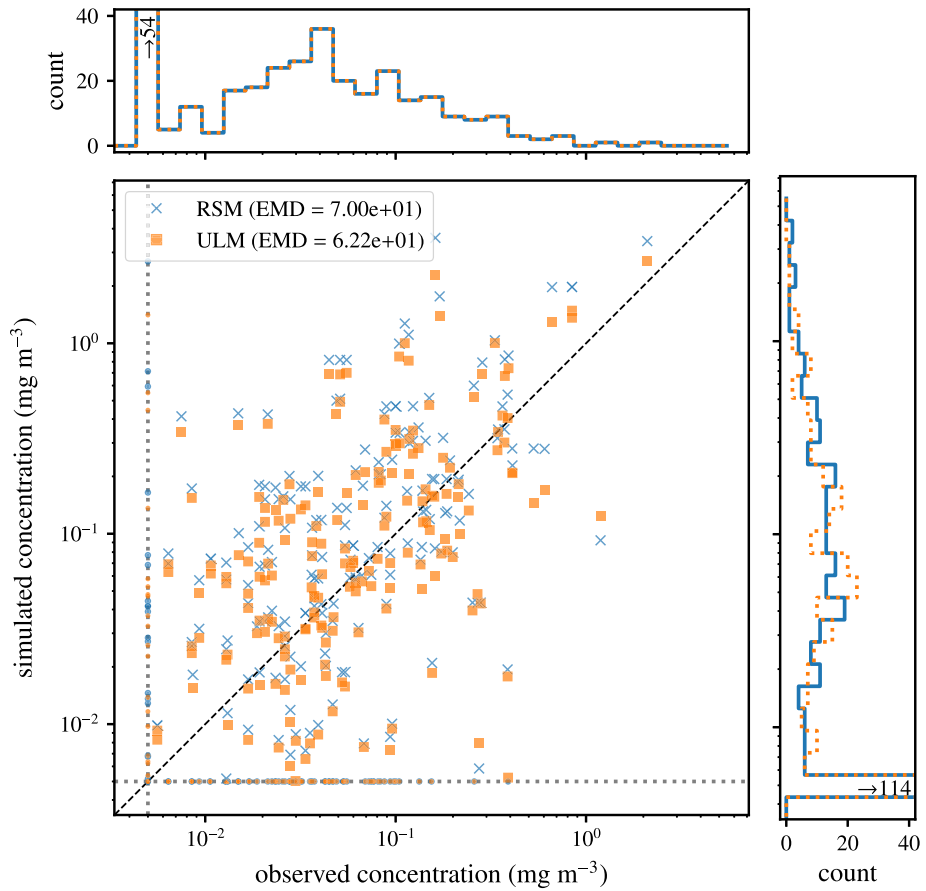 40
20
0
count
→54
RSM (EMD = 7.00e+01)
ULM (EMD = 6.22e+01)
10⁰
10⁻¹
10⁻²
simulated concentration (mg m⁻³)
10⁻² 10⁻¹ 10⁰
observed concentration (mg m⁻³)
→114
0 20 40
count